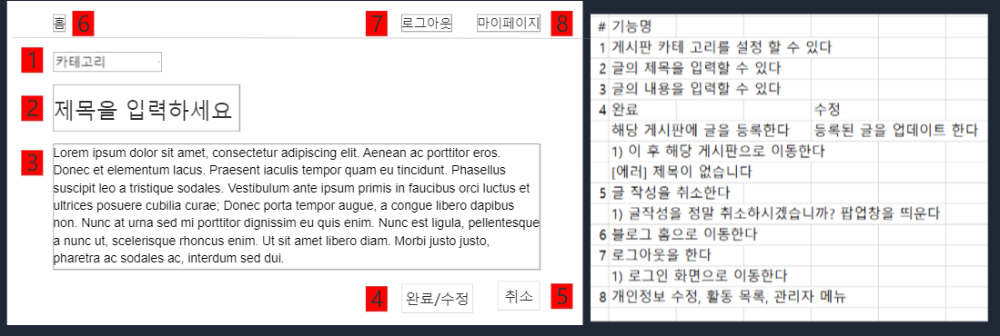 홈 6 7 로그아웃 마이페이지 8
1 카테고리
2 제목을 입력하세요
3 Lorem ipsum dolor sit amet, consectetur adipiscing elit. Aenean ac porttitor eros.
Donec et elementum lacus. Praesent iaculis tempor quam eu tincidunt. Phasellus
suscipit leo a tristique sodales. Vestibulum ante ipsum primis in faucibus orci luctus et
ultrices posuere cubilia curae; Donec porta tempor augue, a congue libero dapibus
non. Nunc at urna sed mi porttitor dignissim eu quis enim. Nunc est ligula, pellentesque
a nunc ut, scelerisque rhoncus enim. Ut sit amet libero diam. Morbi justo justo,
pharetra ac sodales ac, interdum sed dui.
4 완료/수정 취소 5
# 기능명
1 게시판 카테 고리를 설정 할 수 있다
2 글의 제목을 입력할 수 있다
3 글의 내용을 입력할 수 있다
4 완료 수정
해당 게시판에 글을 등록한다 등록된 글을 업데이트 한다
1) 이 후 해당 게시판으로 이동한다
[에러] 제목이 없습니다
5 글 작성을 취소한다
1) 글작성을 정말 취소하시겠습니까? 팝업창을 띄운다
6 블로그 홈으로 이동한다
7 로그아웃을 한다
1) 로그인 화면으로 이동한다
8 개인정보 수정, 활동 목록, 관리자 메뉴